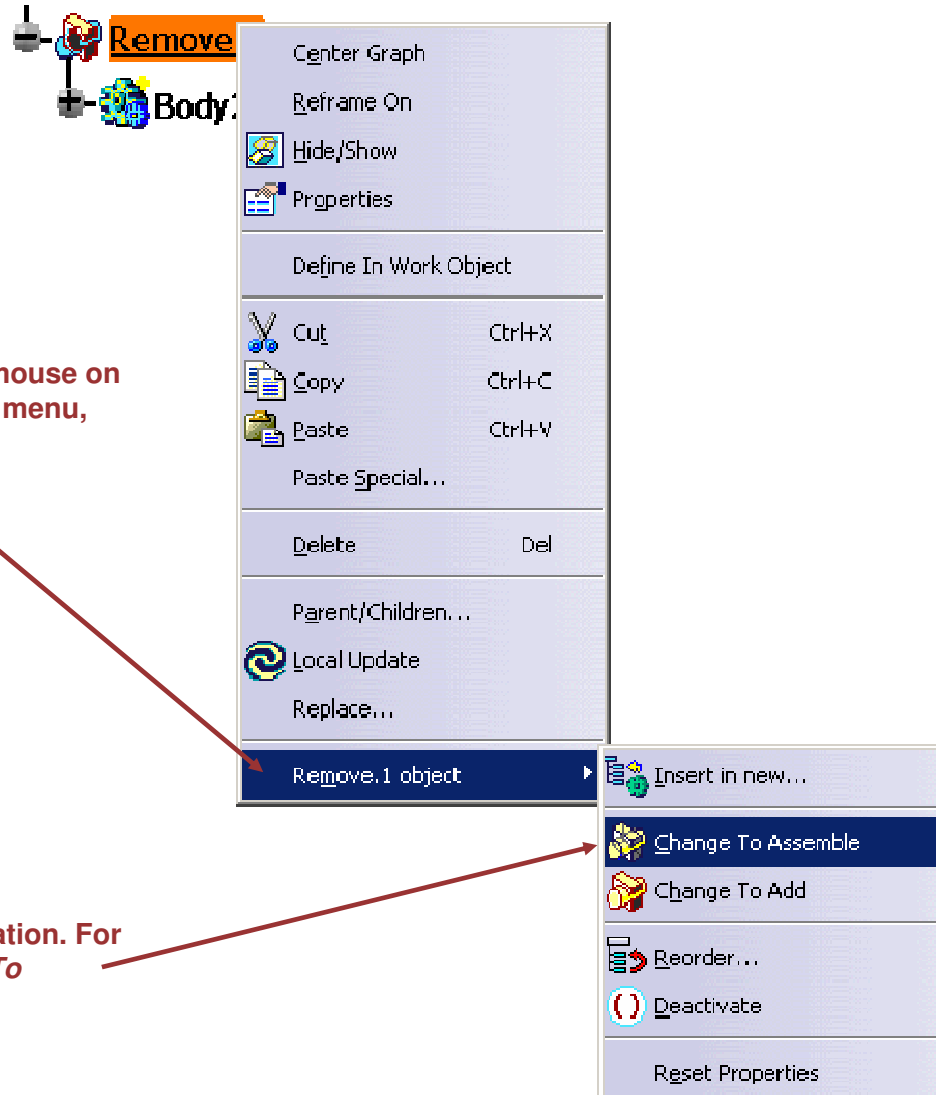 Remove
Body
Center Graph
Reframe On
Hide/Show
Properties
Define In Work Object
Cut Ctrl+X
ouse on
Copy Ctrl+C
menu,
Paste Ctrl+V
Paste Special...
Delete Del
Parent/Children...
Local Update
Replace...
Remove.1 object
Insert in new...
Change To Assemble
Change To Add
ation. For
To
Reorder...
Deactivate
Reset Properties